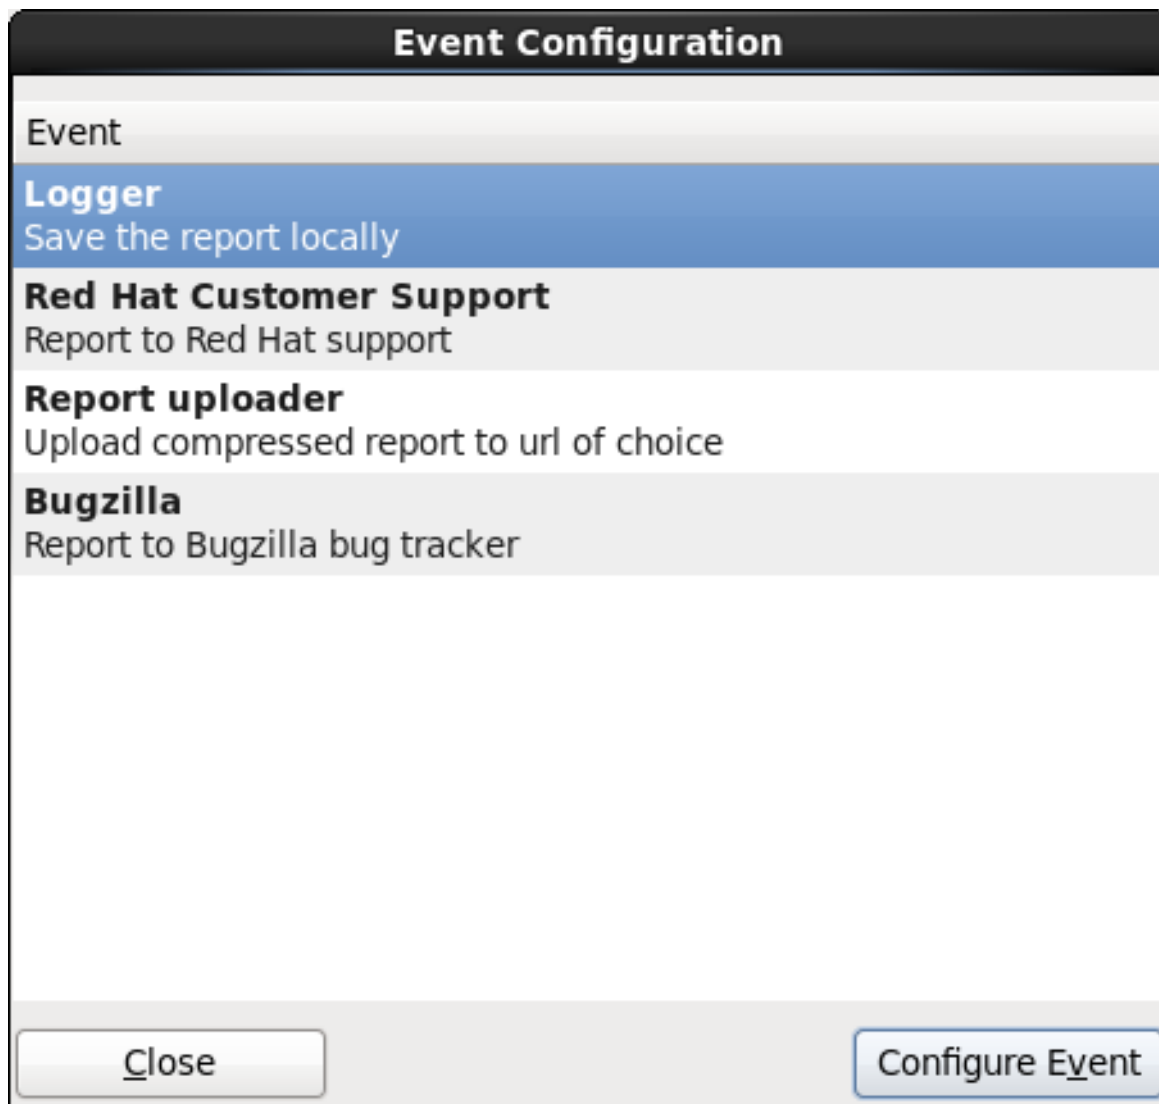 Event Configuration
Event
Logger
Save the report locally
Red Hat Customer Support
Report to Red Hat support
Report uploader
Upload compressed report to url of choice
Bugzilla
Report to Bugzilla bug tracker
Close
Configure Event